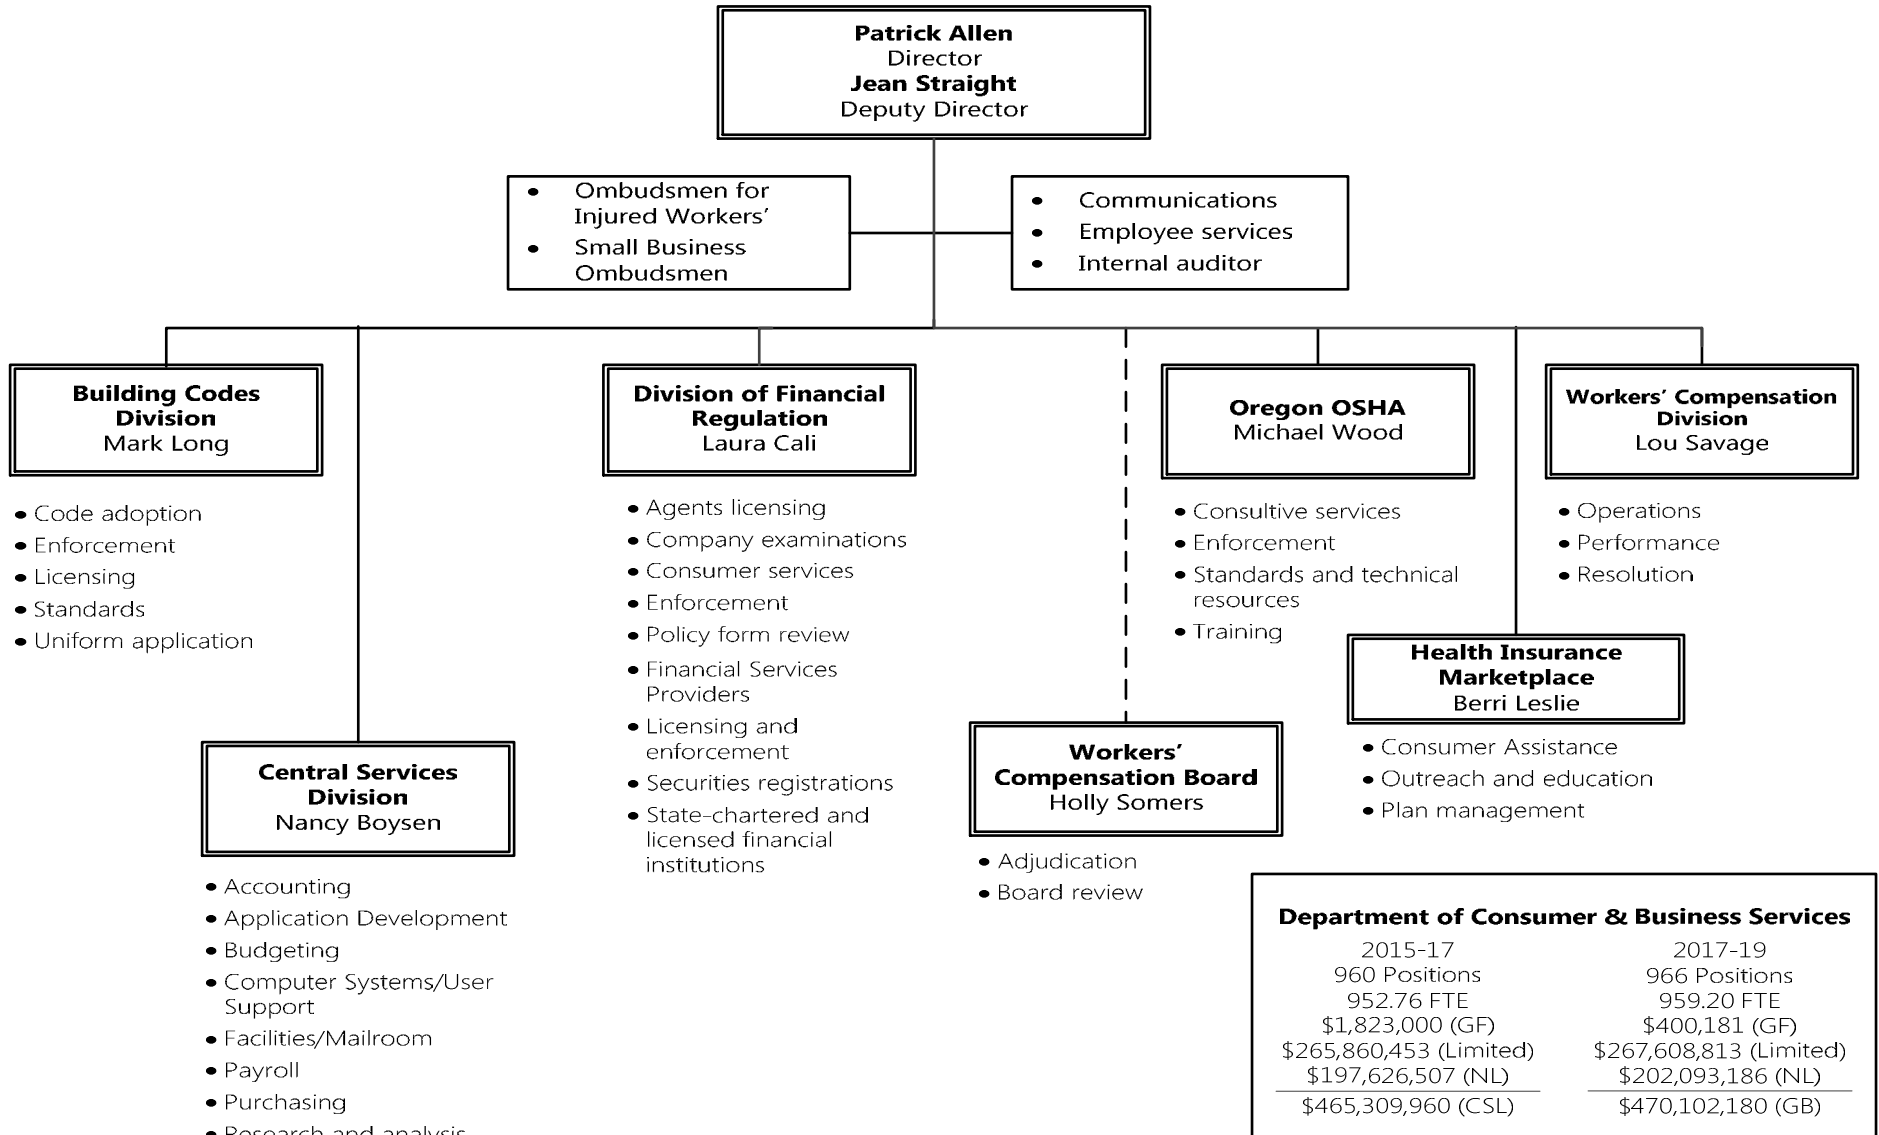 Patrick Allen
Director
Jean Straight
Deputy Director
• Ombudsmen for
Injured Workers’
• Small Business
Ombudsmen
• Communications
• Employee services
• Internal auditor
Building Codes
Division
Mark Long
• Code adoption
• Enforcement
• Licensing
• Standards
• Uniform application
Central Services
Division
Nancy Boysen
• Accounting
• Application Development
• Budgeting
• Computer Systems/User
Support
• Facilities/Mailroom
• Payroll
• Purchasing
• Research and analysis
Division of Financial
Regulation
Laura Cali
• Agents licensing
• Company examinations
• Consumer services
• Enforcement
• Policy form review
• Financial Services
Providers
• Licensing and
enforcement
• Securities registrations
• State-chartered and
licensed financial
institutions
Workers’
Compensation Board
Holly Somers
• Adjudication
• Board review
Oregon OSHA
Michael Wood
• Consultive services
• Enforcement
• Standards and technical
resources
• Training
Health Insurance
Marketplace
Berri Leslie
• Consumer Assistance
• Outreach and education
• Plan management
Workers’ Compensation
Division
Lou Savage
• Operations
• Performance
• Resolution
Department of Consumer & Business Services
2015-17
960 Positions
952.76 FTE
$1,823,000 (GF)
$265,860,453 (Limited)
$197,626,507 (NL)
$465,309,960 (CSL)
2017-19
966 Positions
959.20 FTE
$400,181 (GF)
$267,608,813 (Limited)
$202,093,186 (NL)
$470,102,180 (GB)